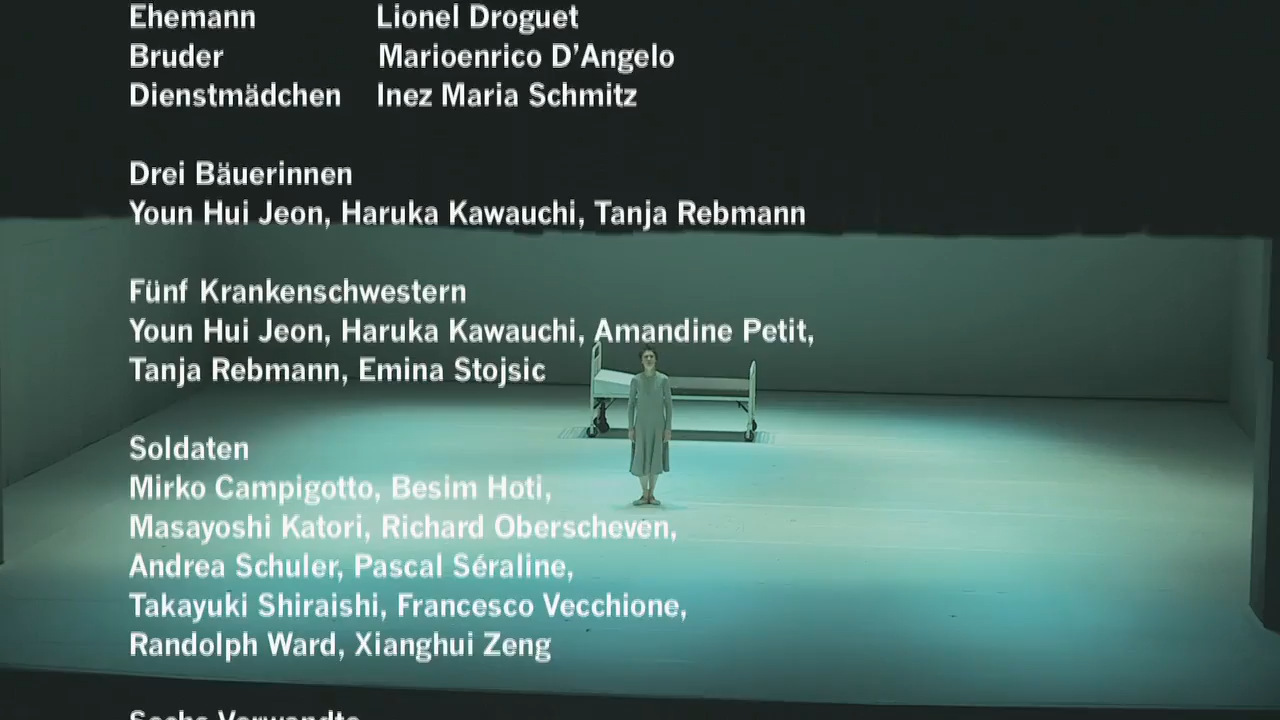 Ehemann Lionel Droguet
Bruder Marioenrico D'Angelo
Dienstmädchen Inez Maria Schmitz
Drei Bäuerinnen
Youn Hui Jeon, Haruka Kawauchi, Tanja Rebmann
Fünf Krankenschwestern
Youn Hui Jeon, Haruka Kawauchi, Amandine Petit,
Tanja Rebmann, Emina Stojsic
Soldaten
Mirko Campigotto, Besim Hoti,
Masayoshi Katori, Richard Oberscheven,
Andrea Schuler, Pascal Séraline,
Takayuki Shiraishi, Francesco Vecchione,
Randolph Ward, Xianghui Zeng
Sechs Verwandte